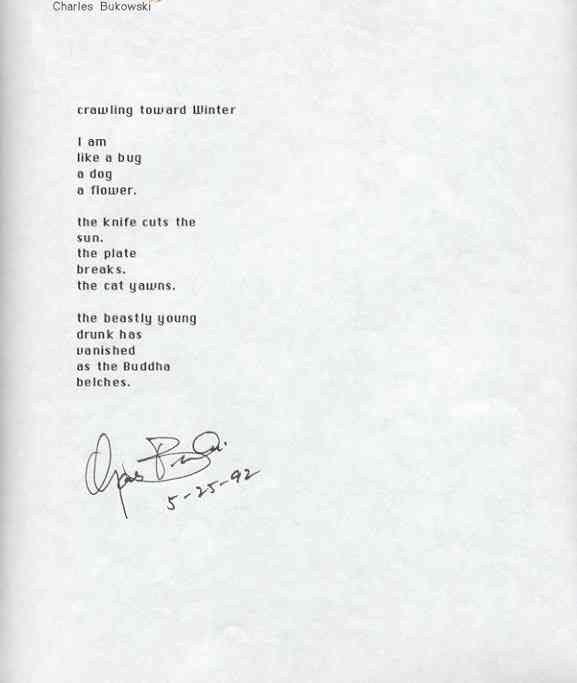 Charles Bukowski
crawling toward Winter
I am
like a bug
a dog
a flower.
the knife cuts the
sun.
the plate
breaks.
the cat yawns.
the beastly young
drunk has
vanished
as the Buddha
belches.
5-25-92